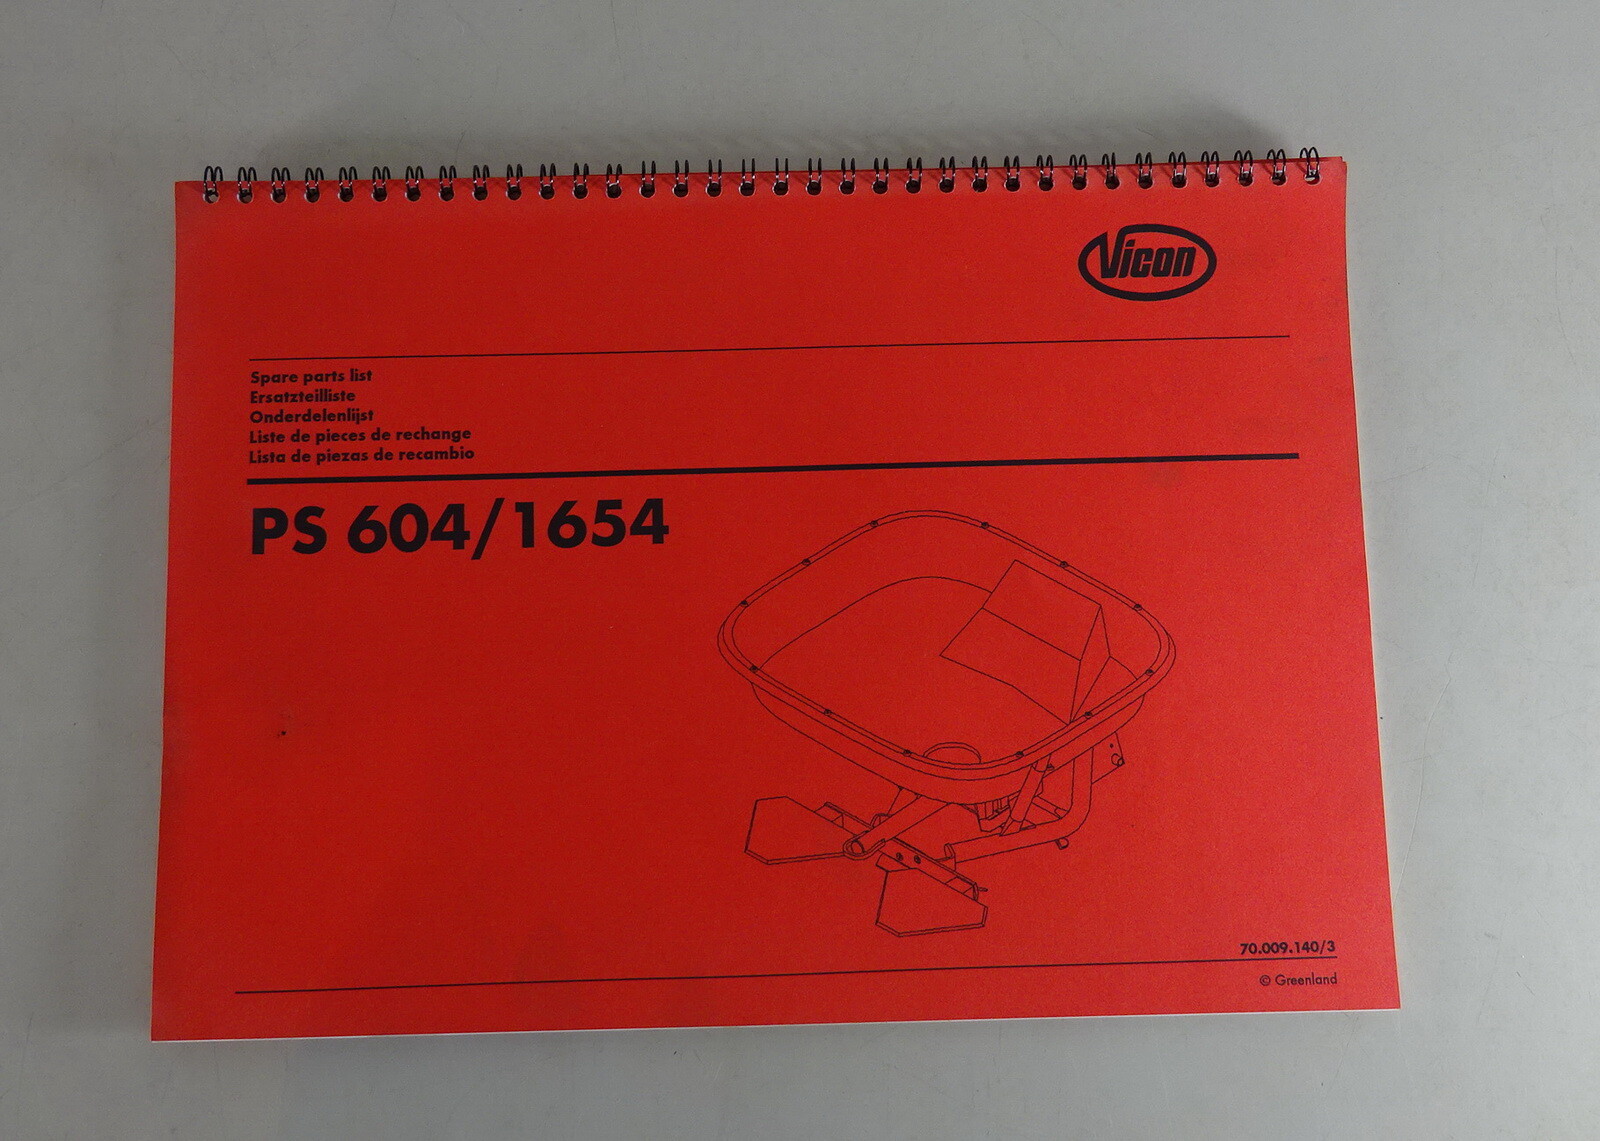 Vicon
Spare parts list
Ersatzteilliste
Onderdelenlijst
Liste de pieces de rechange
Lista de piezas de recambio
PS 604/1654
70.009.140/3
© Greenland